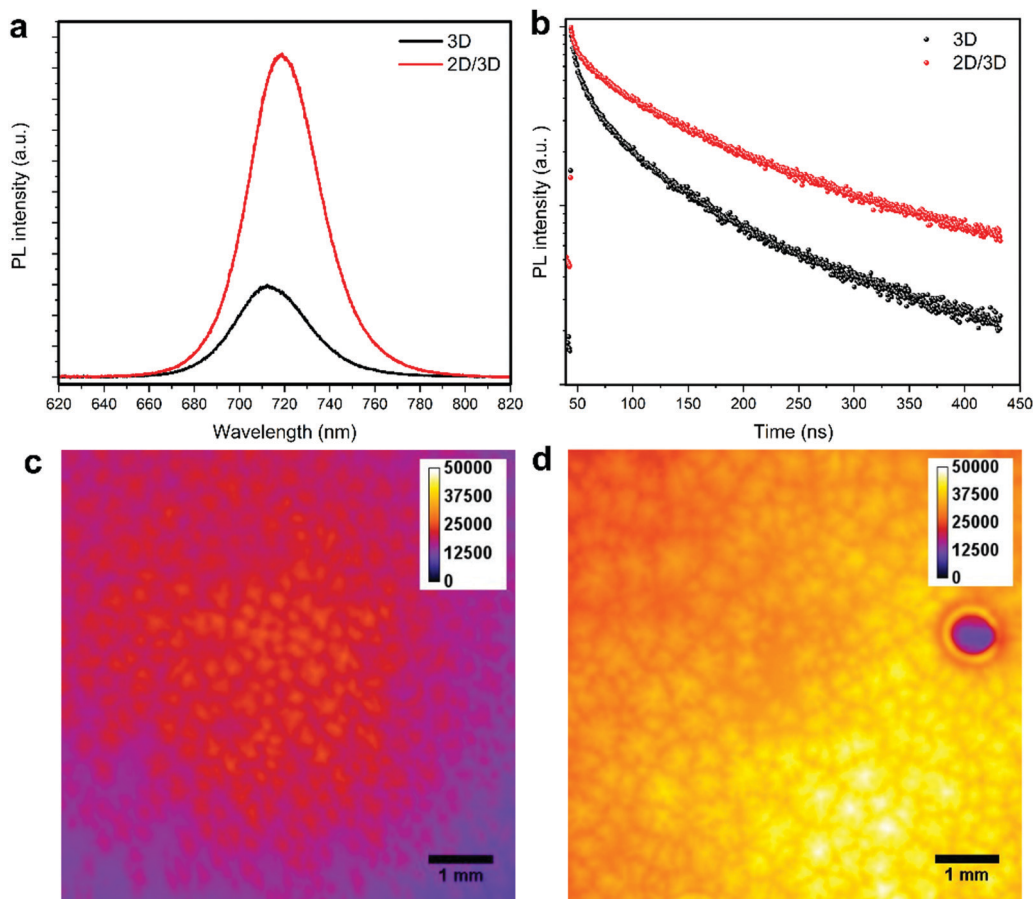 a
3D
2D/3D
PL intensity (a.u.)
620 640 660 680 700 720 740 760 780 800 820
Wavelength (nm)
b
3D
2D/3D
PL intensity (a.u.)
50 100 150 200 250 300 350 400 450
Time (ns)
c
50000
37500
25000
12500
0
1 mm
d
50000
37500
25000
12500
0
1 mm